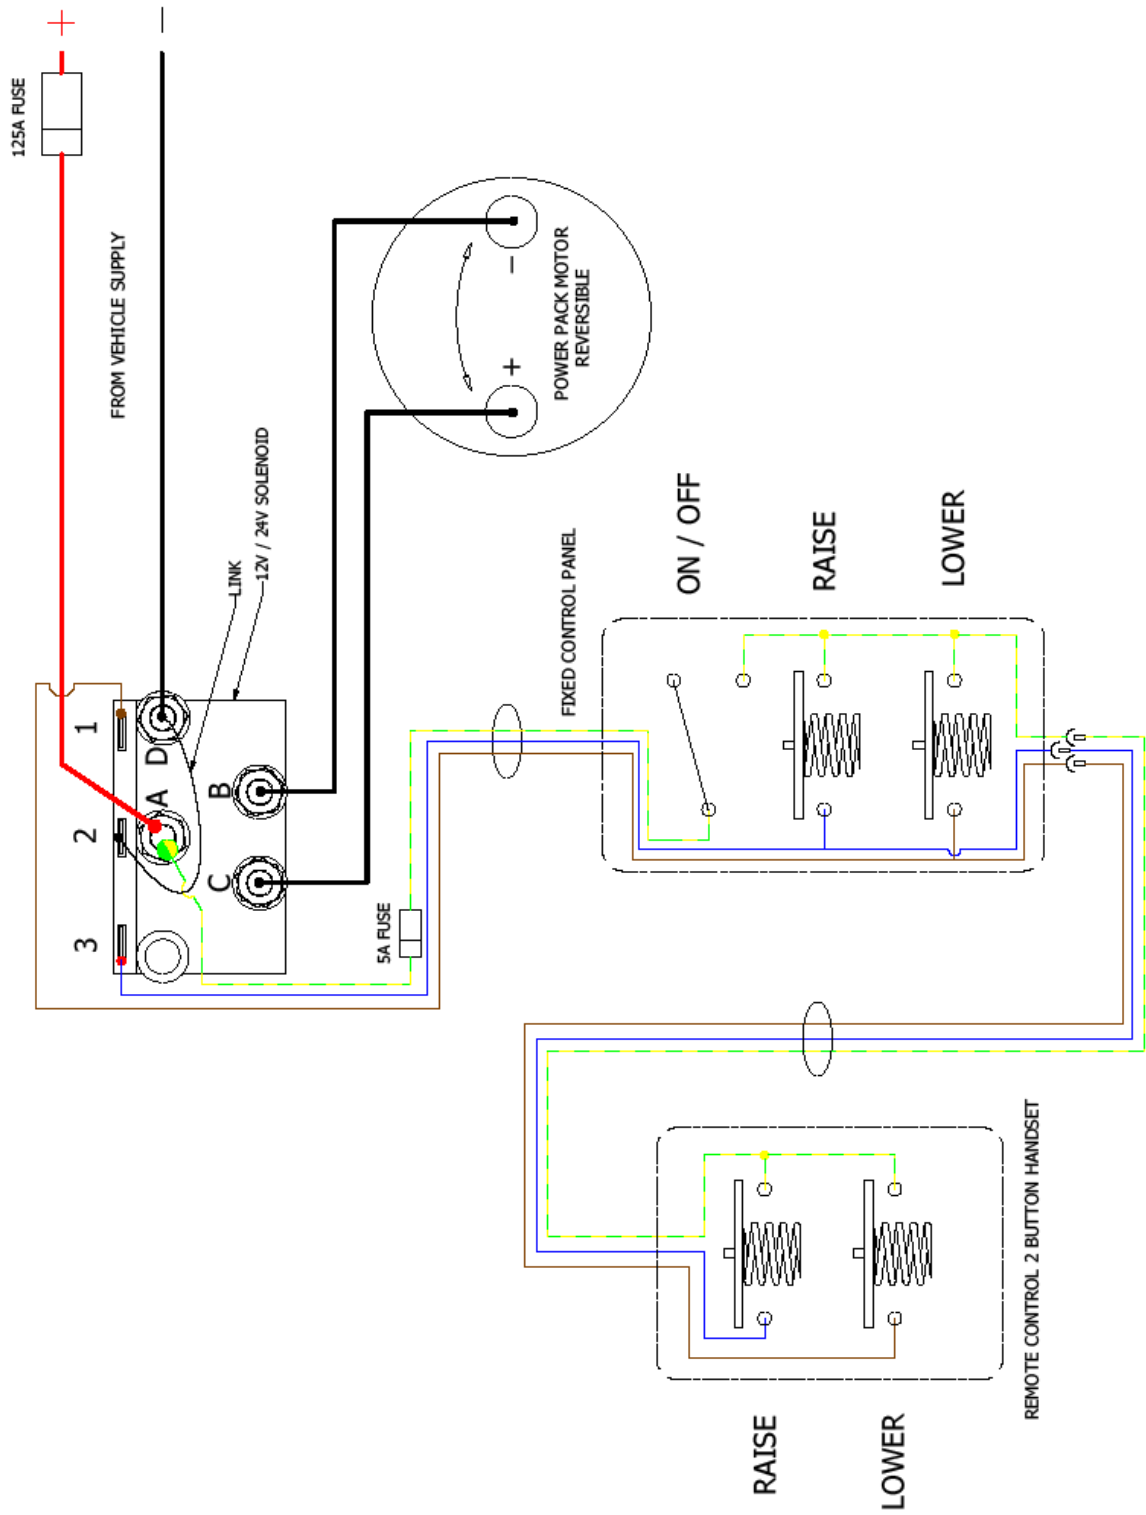 +
−
125A FUSE
FROM VEHICLE SUPPLY
LINK
12V / 24V SOLENOID
1
2
3
D
A
B
C
+
−
POWER PACK MOTOR
REVERSIBLE
5A FUSE
FIXED CONTROL PANEL
ON / OFF
RAISE
LOWER
REMOTE CONTROL 2 BUTTON HANDSET
RAISE
LOWER